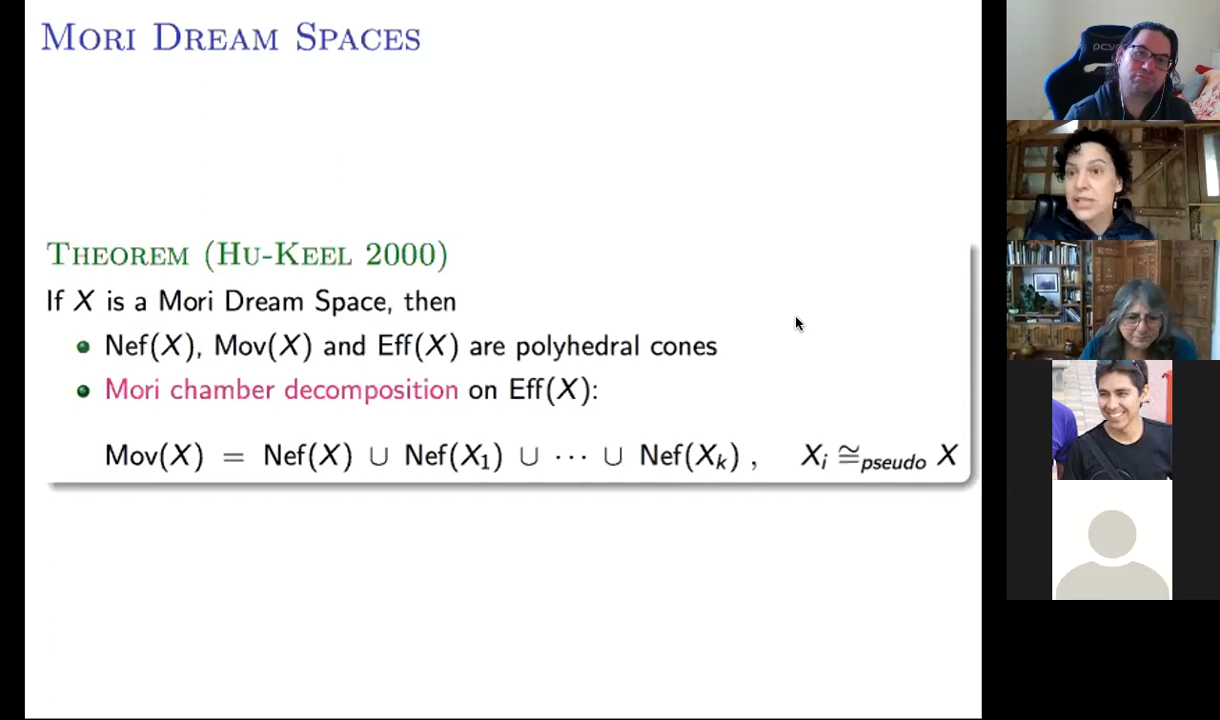 Mori Dream Spaces
Theorem (Hu-Keel 2000)
If X is a Mori Dream Space, then
Nef(X), Mov(X) and Eff(X) are polyhedral cones
Mori chamber decomposition on Eff(X):
Mov(X) = Nef(X) ∪ Nef(X₁) ∪ ⋯ ∪ Nef(Xₖ) , Xᵢ ≅pseudo X